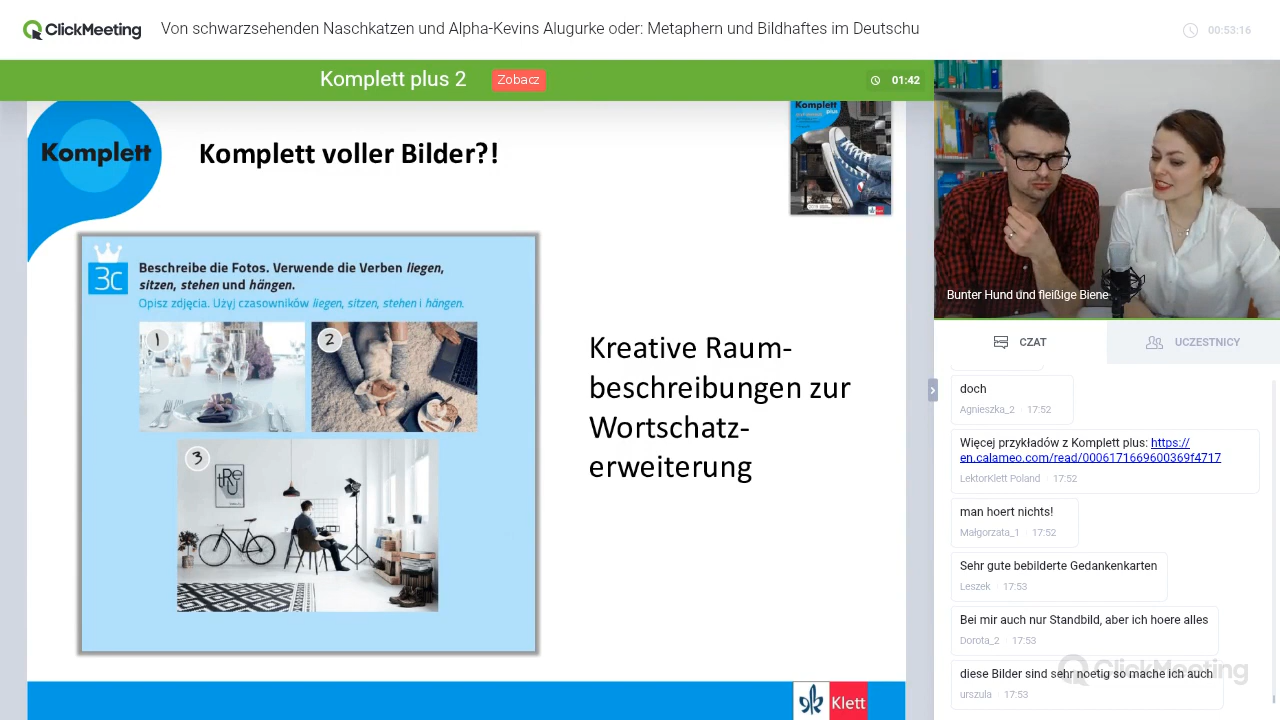 ClickMeeting
Von schwarzsehenden Naschkatzen und Alpha-Kevins Alugurke oder: Metaphern und Bildhaftes im Deutschu
00:53:16
Komplett plus 2
Zobacz
01:42
Komplett
Komplett voller Bilder?!
Komplett
plus
3c
Beschreibe die Fotos. Verwende die Verben liegen,
sitzen, stehen und hängen.
Opisz zdjęcia. Użyj czasowników liegen, sitzen, stehen i hängen.
1
2
3
Kreative Raum-
beschreibungen zur
Wortschatz-
erweiterung
Klett
Bunter Hund und fleißige Biene
CZAT
UCZESTNICY
doch
Agnieszka_2 · 17:52
Więcej przykładów z Komplett plus: https://
en.calameo.com/read/0006171669600369f4717
LektorKlett Poland · 17:52
man hoert nichts!
Małgorzata_1 · 17:52
Sehr gute bebilderte Gedankenkarten
Leszek · 17:53
Bei mir auch nur Standbild, aber ich hoere alles
Dorota_2 · 17:53
diese Bilder sind sehr noetig so mache ich auch
urszula · 17:53
ClickMeeting